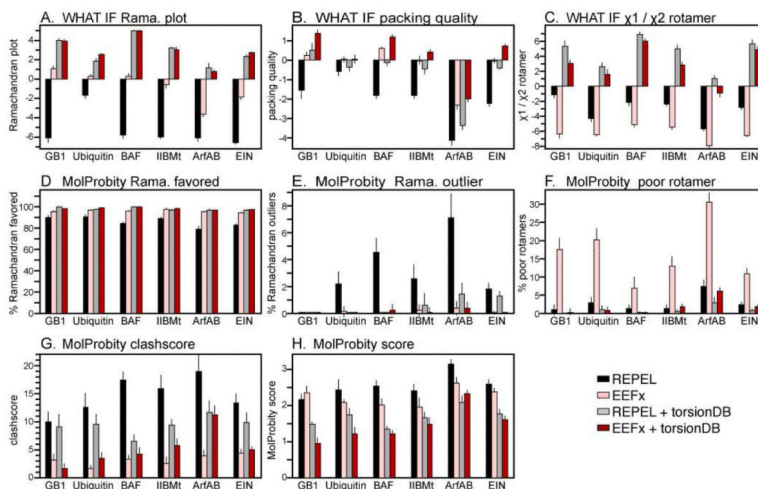 A. WHAT IF Rama. plot
Ramachandran plot
4
2
0
-2
-4
-6
GB1 Ubiquitin BAF IIBMt ArfAB EIN
B. WHAT IF packing quality
packing quality
1
0
-1
-2
-3
-4
GB1 Ubiquitin BAF IIBMt ArfAB EIN
C. WHAT IF χ1 / χ2 rotamer
χ1 / χ2 rotamer
6
4
2
0
-2
-4
-6
-8
GB1 Ubiquitin BAF IIBMt ArfAB EIN
D MolProbity Rama. favored
% Ramachandran favored
100
80
60
40
20
0
GB1 Ubiquitin BAF IIBMt ArfAB EIN
E. MolProbity Rama. outlier
% Ramachandran outliers
8
6
4
2
0
GB1 Ubiquitin BAF IIBMt ArfAB EIN
F. MolProbity poor rotamer
% poor rotamers
30
25
20
15
10
5
0
GB1 Ubiquitin BAF IIBMt ArfAB EIN
G. MolProbity clashscore
clashscore
20
15
10
5
0
GB1 Ubiquitin BAF IIBMt ArfAB EIN
H. MolProbity score
MolProbity score
3
2
1
0
GB1 Ubiquitin BAF IIBMt ArfAB EIN
REPEL
EEFx
REPEL + torsionDB
EEFx + torsionDB